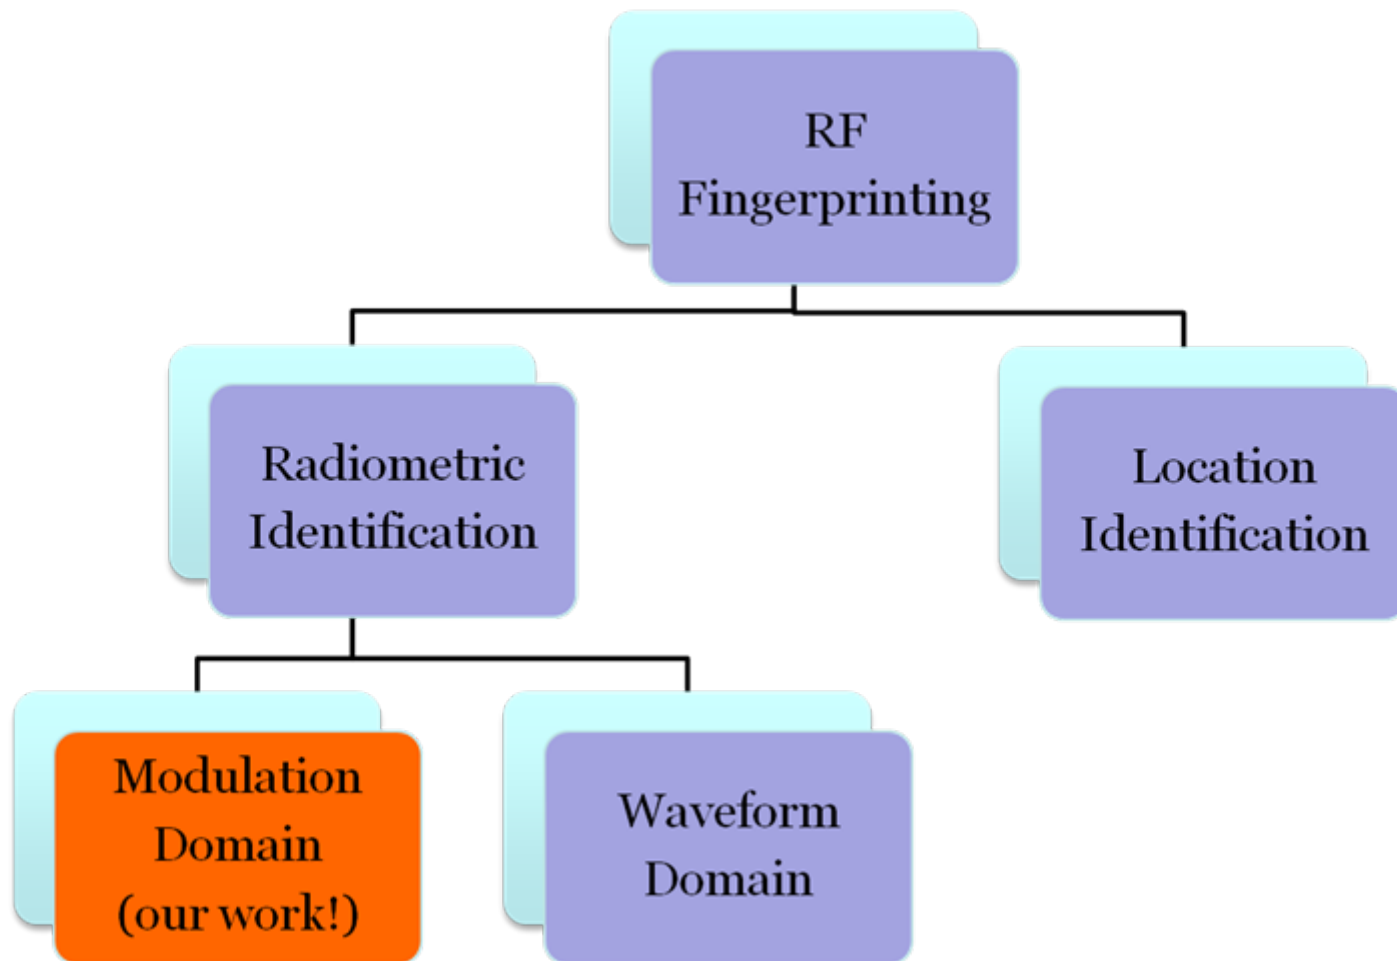 RF
Fingerprinting
Radiometric
Identification
Location
Identification
Modulation
Domain
(our work!)
Waveform
Domain